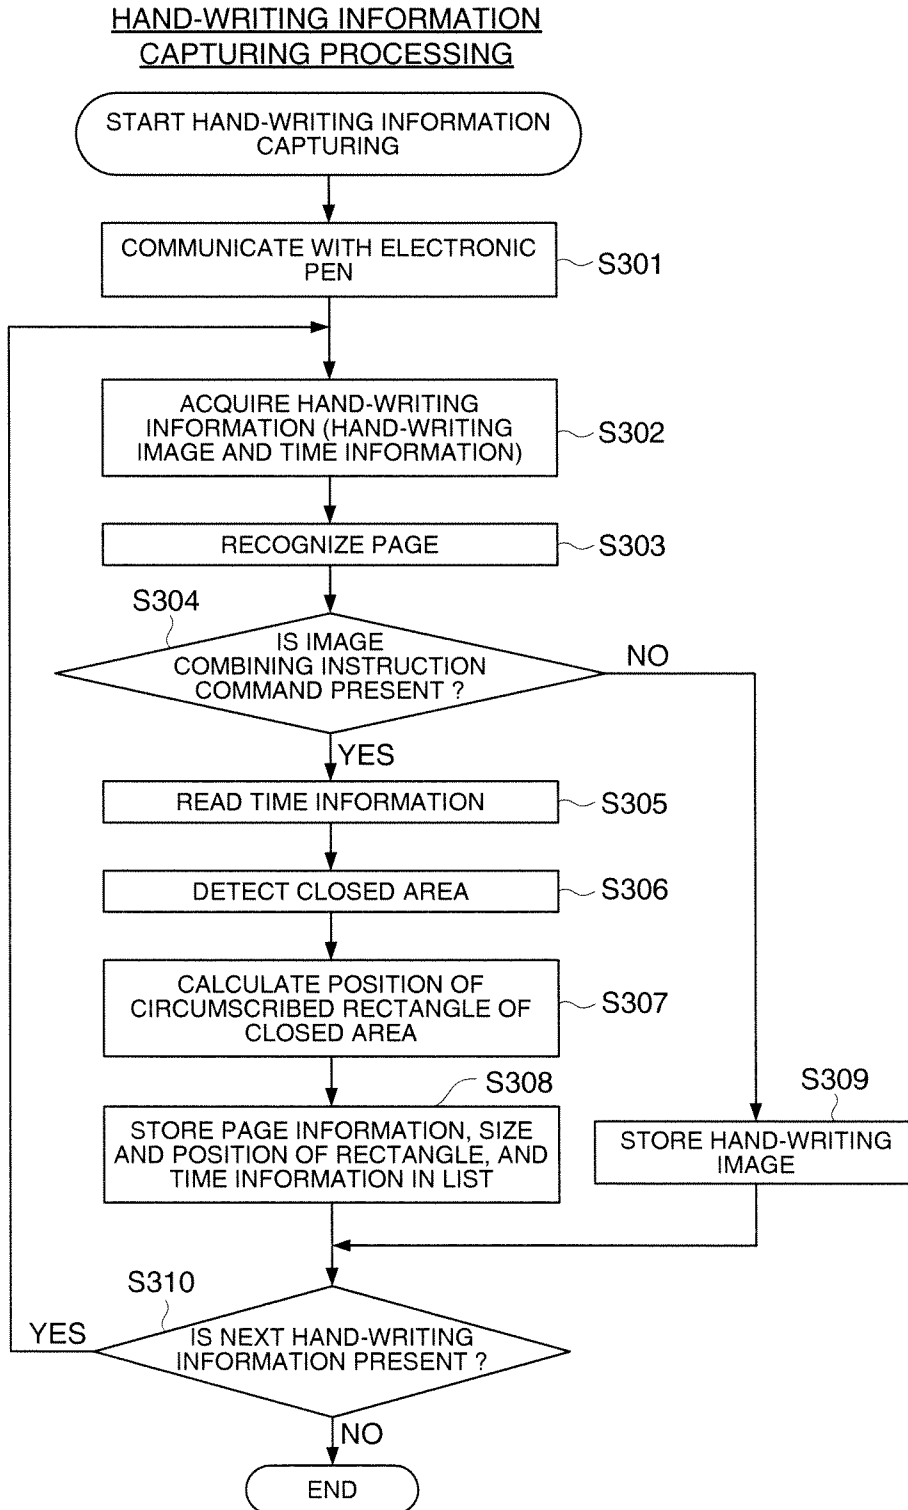 HAND-WRITING INFORMATION
CAPTURING PROCESSING
START HAND-WRITING INFORMATION
CAPTURING
COMMUNICATE WITH ELECTRONIC
PEN
S301
ACQUIRE HAND-WRITING
INFORMATION (HAND-WRITING
IMAGE AND TIME INFORMATION)
S302
RECOGNIZE PAGE
S303
S304
IS IMAGE
COMBINING INSTRUCTION
COMMAND PRESENT ?
NO
YES
READ TIME INFORMATION
S305
DETECT CLOSED AREA
S306
CALCULATE POSITION OF
CIRCUMSCRIBED RECTANGLE OF
CLOSED AREA
S307
S308
STORE PAGE INFORMATION, SIZE
AND POSITION OF RECTANGLE, AND
TIME INFORMATION IN LIST
S309
STORE HAND-WRITING
IMAGE
S310
YES
IS NEXT HAND-WRITING
INFORMATION PRESENT ?
NO
END